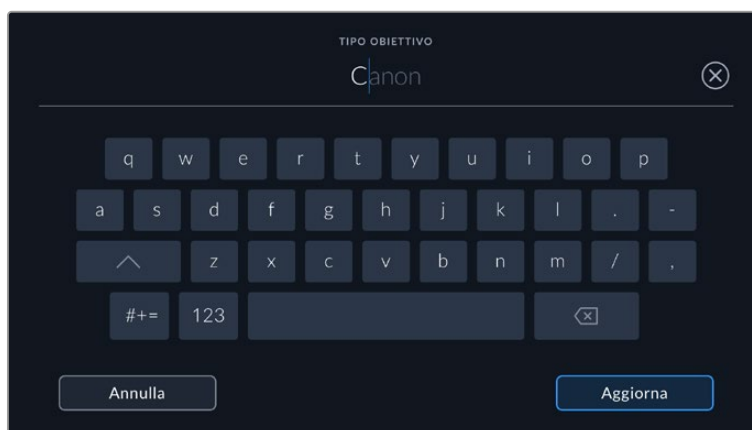 TIPO OBIETTIVO
Canon
q w e r t y u i o p
a s d f g h j k l . -
z x c v b n m / ,
#+= 123
Annulla Aggiorna